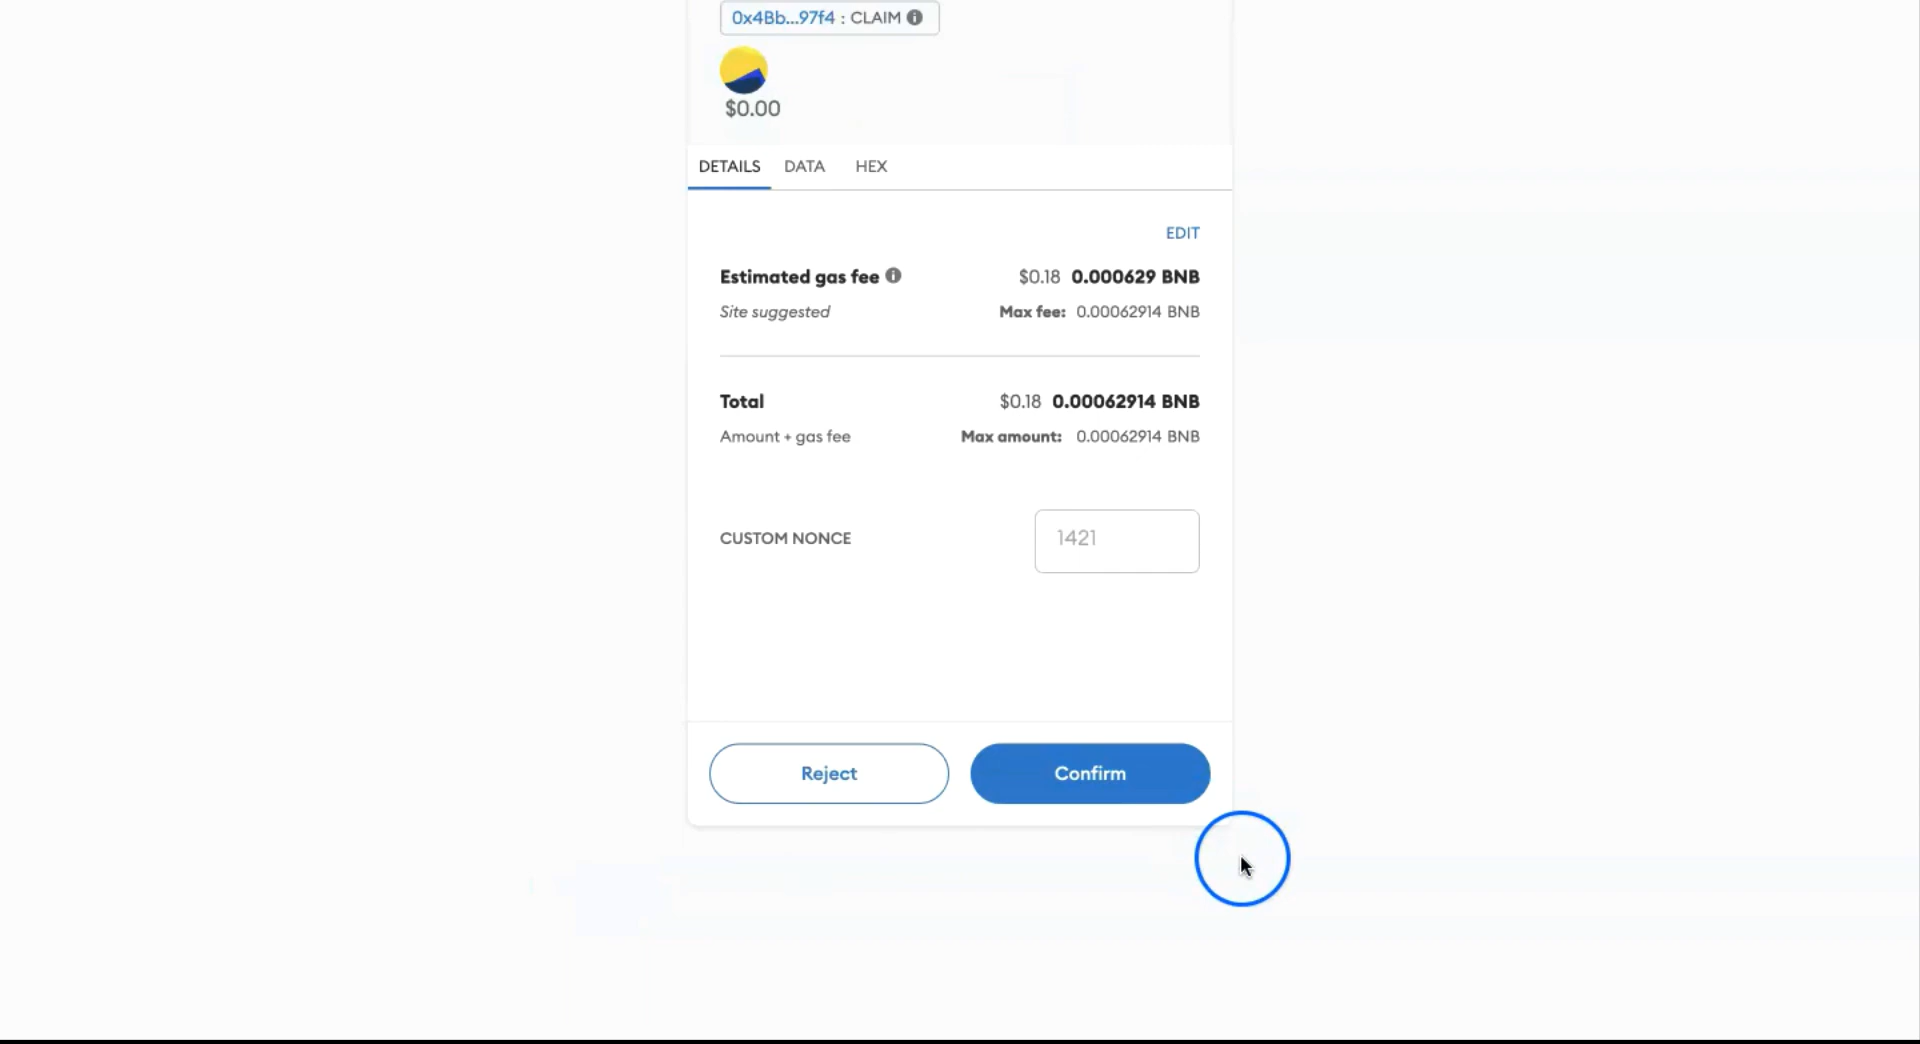 0x4Bb...97f4 : CLAIM
$0.00
DETAILS DATA HEX
EDIT
Estimated gas fee $0.18 0.000629 BNB
Site suggested Max fee: 0.00062914 BNB
Total $0.18 0.00062914 BNB
Amount + gas fee Max amount: 0.00062914 BNB
CUSTOM NONCE 1421
Reject Confirm